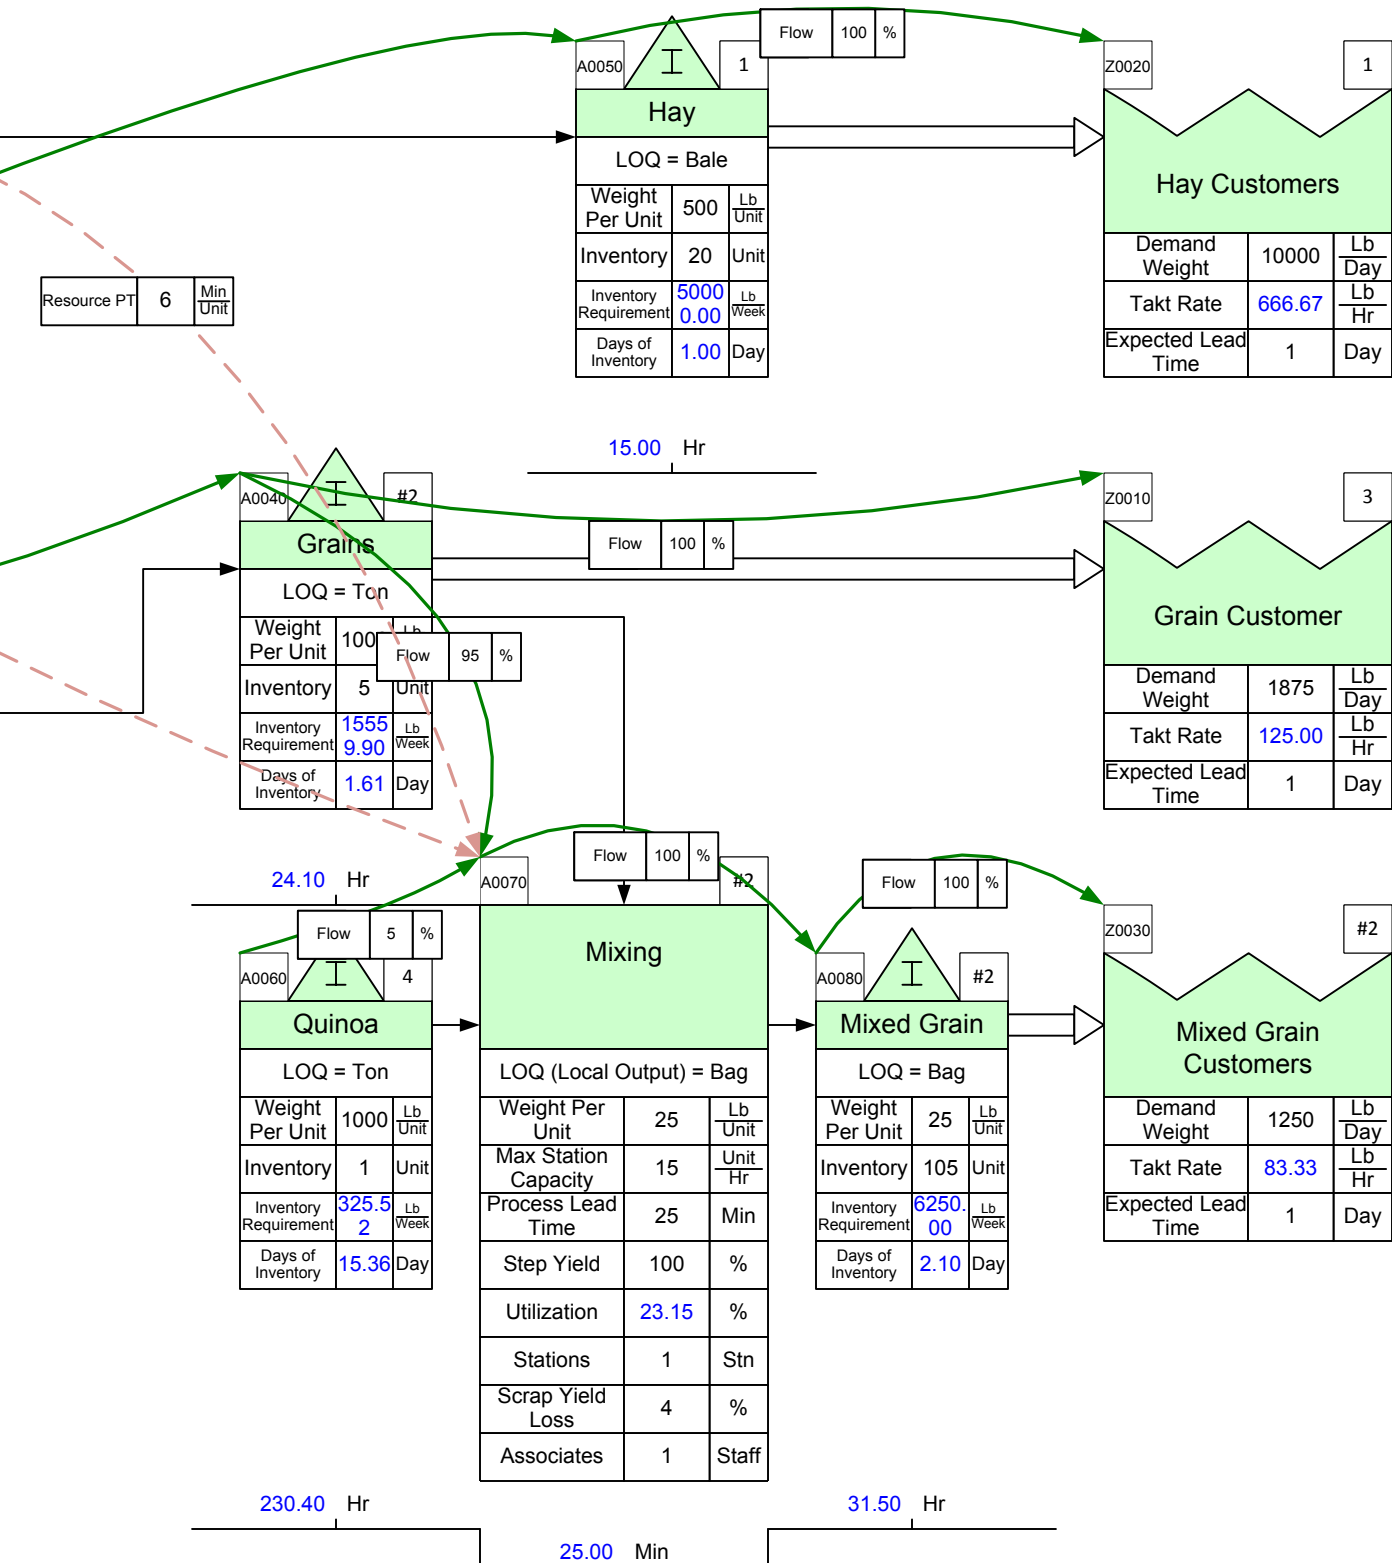 Flow 100 %
A0050 I 1
Hay
LOQ = Bale
Weight Per Unit 500 Lb/Unit
Inventory 20 Unit
Inventory Requirement 50000.00 Lb/Week
Days of Inventory 1.00 Day
Z0020 1
Hay Customers
Demand Weight 10000 Lb/Day
Takt Rate 666.67 Lb/Hr
Expected Lead Time 1 Day
Resource PT 6 Min/Unit
15.00 Hr
A0040 I #2
Grains
LOQ = Ton
Weight Per Unit 100 Lb
Inventory 5 Unit
Inventory Requirement 15559.90 Lb/Week
Days of Inventory 1.61 Day
Flow 100 %
Flow 95 %
Z0010 3
Grain Customer
Demand Weight 1875 Lb/Day
Takt Rate 125.00 Lb/Hr
Expected Lead Time 1 Day
24.10 Hr
Flow 5 %
A0060 I 4
Quinoa
LOQ = Ton
Weight Per Unit 1000 Lb/Unit
Inventory 1 Unit
Inventory Requirement 325.52 Lb/Week
Days of Inventory 15.36 Day
Flow 100 %
A0070 #2
Mixing
LOQ (Local Output) = Bag
Weight Per Unit 25 Lb/Unit
Max Station Capacity 15 Unit/Hr
Process Lead Time 25 Min
Step Yield 100 %
Utilization 23.15 %
Stations 1 Stn
Scrap Yield Loss 4 %
Associates 1 Staff
Flow 100 %
A0080 I #2
Mixed Grain
LOQ = Bag
Weight Per Unit 25 Lb/Unit
Inventory 105 Unit
Inventory Requirement 6250.00 Lb/Week
Days of Inventory 2.10 Day
Z0030 #2
Mixed Grain Customers
Demand Weight 1250 Lb/Day
Takt Rate 83.33 Lb/Hr
Expected Lead Time 1 Day
230.40 Hr
25.00 Min
31.50 Hr